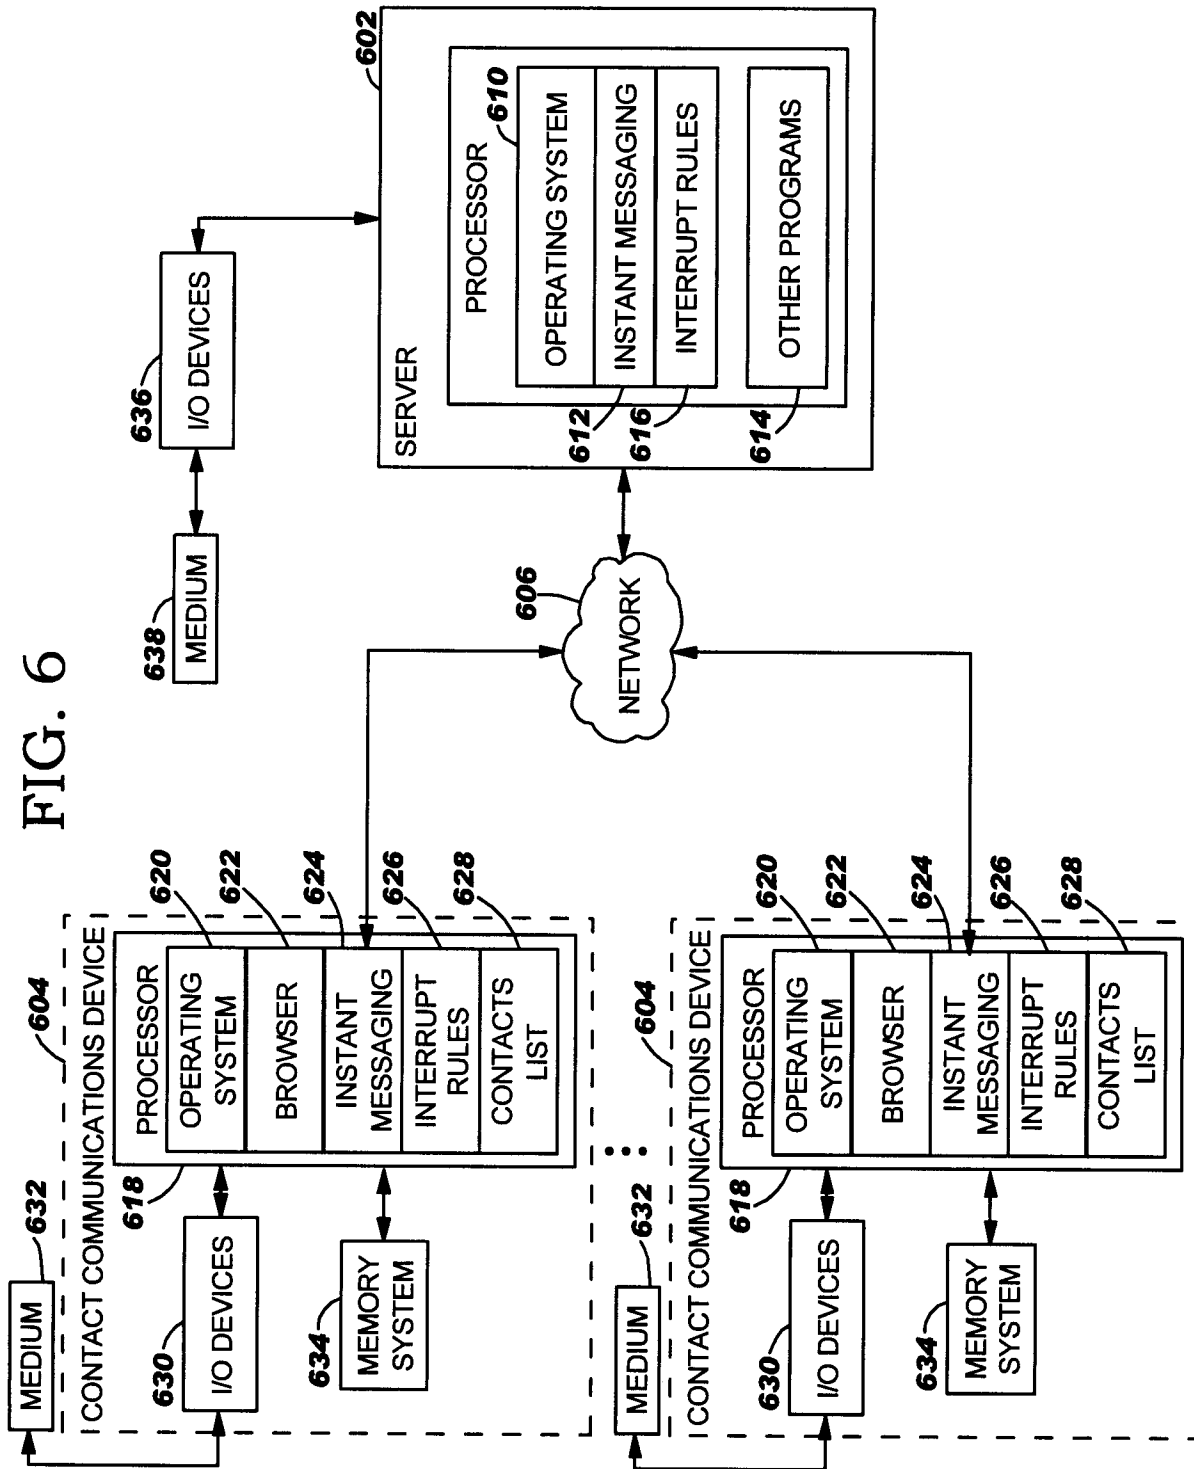 FIG. 6
632
MEDIUM
604
CONTACT COMMUNICATIONS DEVICE
618
PROCESSOR
620
OPERATING
SYSTEM
622
BROWSER
624
INSTANT
MESSAGING
626
INTERRUPT
RULES
628
CONTACTS
LIST
630
I/O DEVICES
634
MEMORY
SYSTEM
632
MEDIUM
604
CONTACT COMMUNICATIONS DEVICE
618
PROCESSOR
620
OPERATING
SYSTEM
622
BROWSER
624
INSTANT
MESSAGING
626
INTERRUPT
RULES
628
CONTACTS
LIST
630
I/O DEVICES
634
MEMORY
SYSTEM
638
MEDIUM
636
I/O DEVICES
606
NETWORK
602
SERVER
PROCESSOR
610
OPERATING SYSTEM
612
INSTANT MESSAGING
616
INTERRUPT RULES
614
OTHER PROGRAMS